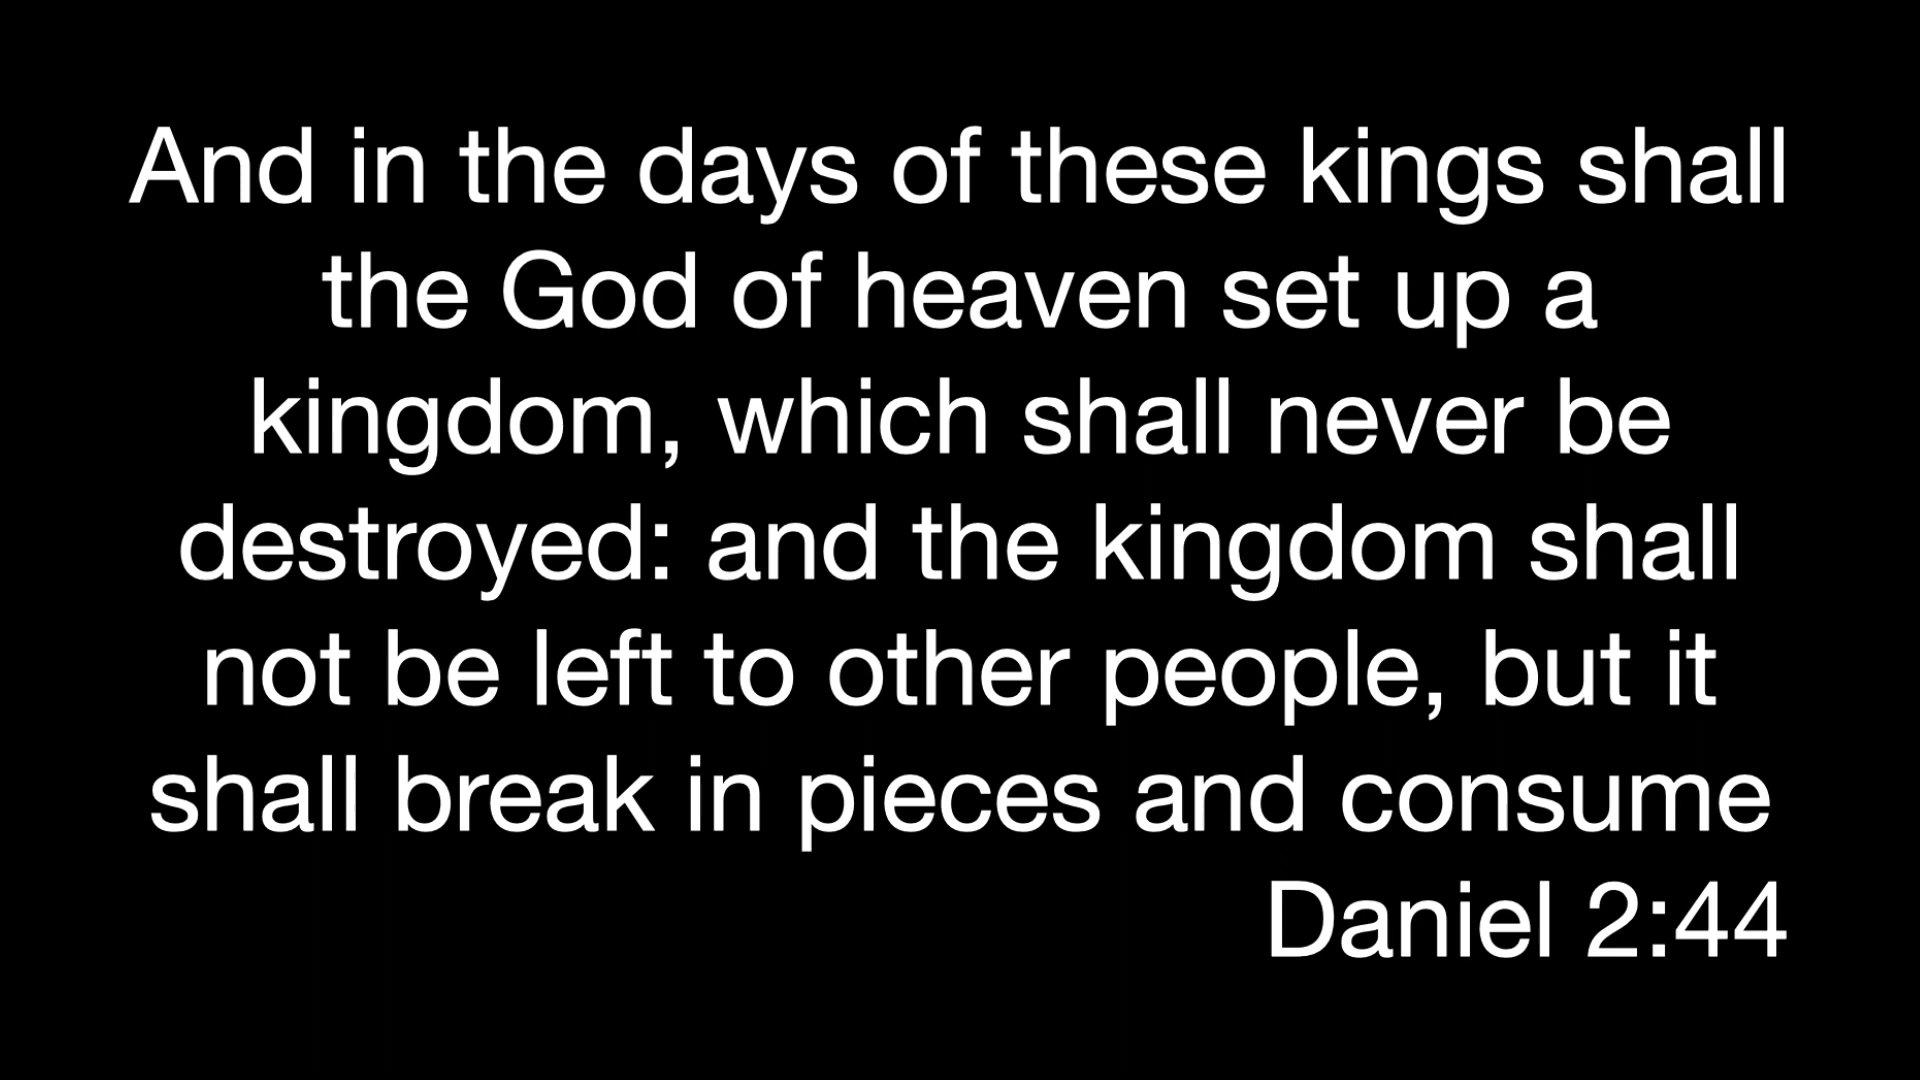 And in the days of these kings shall
the God of heaven set up a
kingdom, which shall never be
destroyed: and the kingdom shall
not be left to other people, but it
shall break in pieces and consume
Daniel 2:44